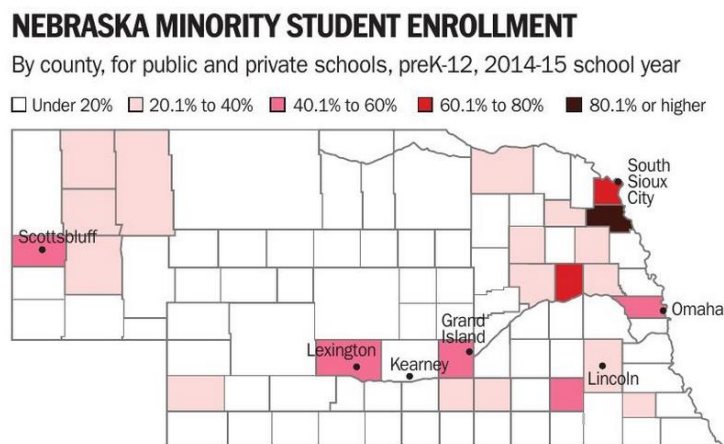 NEBRASKA MINORITY STUDENT ENROLLMENT
By county, for public and private schools, preK-12, 2014-15 school year
Under 20% 20.1% to 40% 40.1% to 60% 60.1% to 80% 80.1% or higher
South
Sioux
City
Scottsbluff
Omaha
Grand
Island
Lexington
Kearney
Lincoln